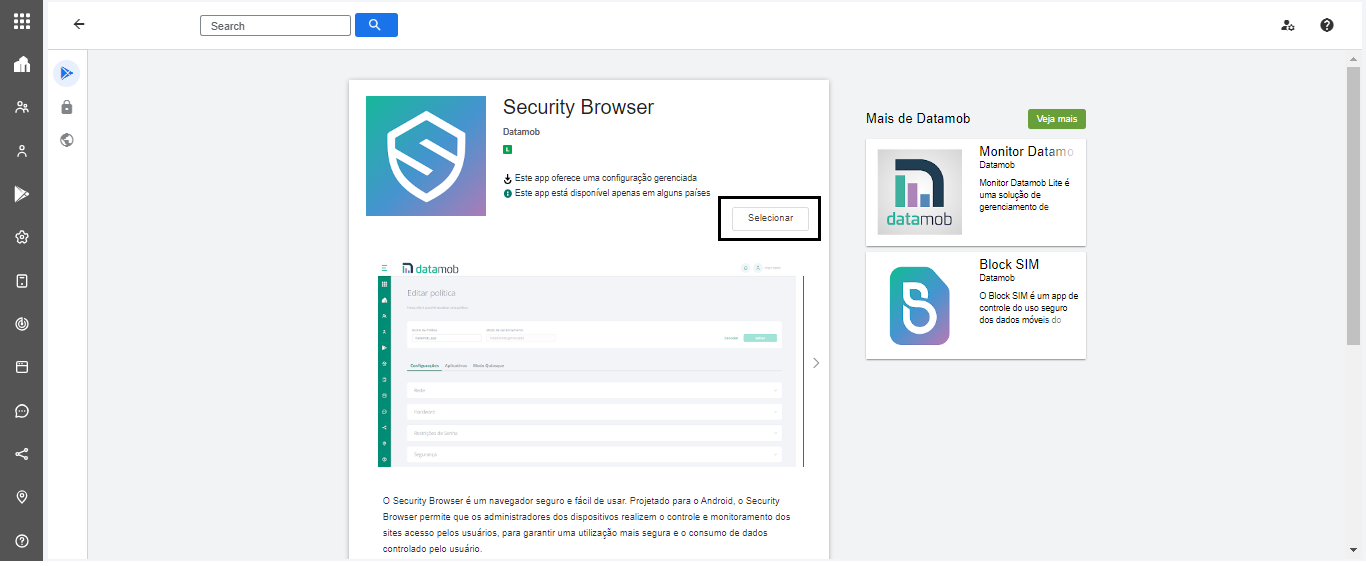 Search
Security Browser
Datamob
L
Este app oferece uma configuração gerenciada
Este app está disponível apenas em alguns países
Selecionar
datamob
Editar política
Configurações Aplicativos Modo Quiosque
Rede
Hardware
Restrições de Senha
Segurança
O Security Browser é um navegador seguro e fácil de usar. Projetado para o Android, o Security
Browser permite que os administradores dos dispositivos realizem o controle e monitoramento dos
sites acesso pelos usuários, para garantir uma utilização mais segura e o consumo de dados
controlado pelo usuário.
Mais de Datamob
Veja mais
datamob
Monitor Datamo
Datamob
Monitor Datamob Lite é
uma solução de
gerenciamento de
Block SIM
Datamob
O Block SIM é um app de
controle do uso seguro
dos dados móveis do